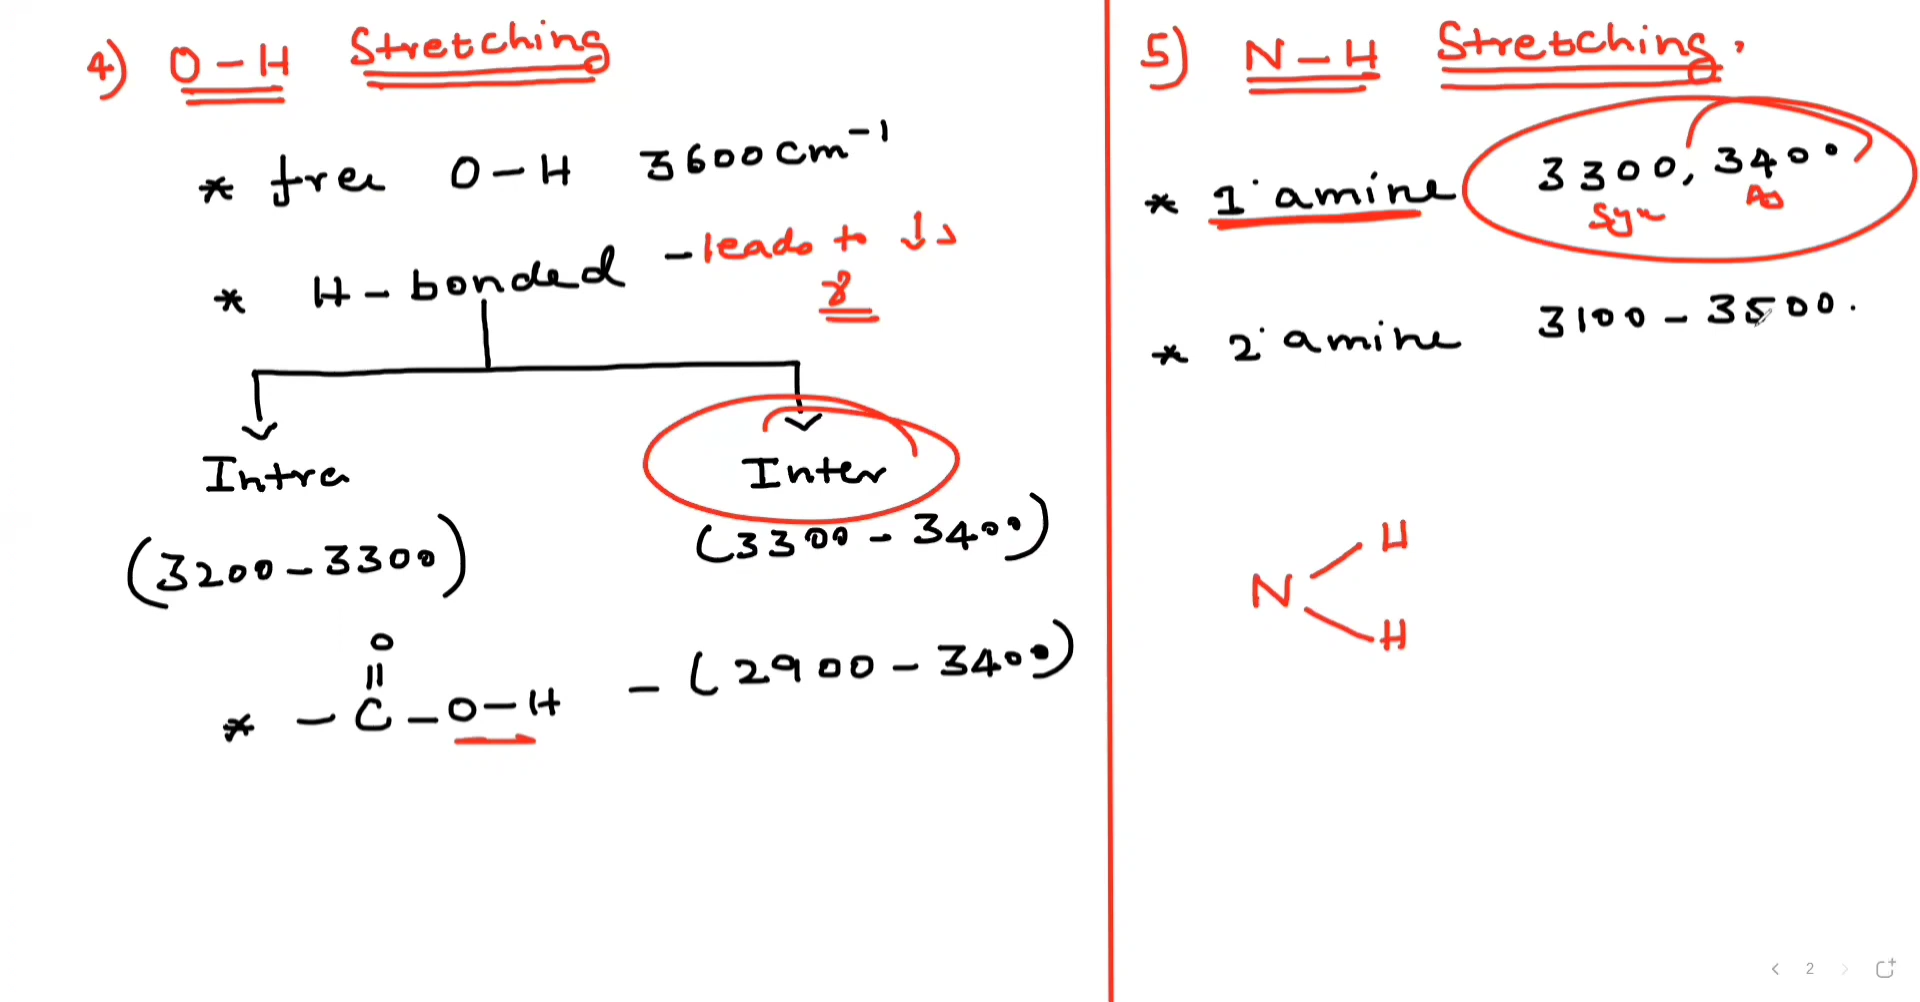 4) O-H Stretching
* free O-H 3600 cm⁻¹
* H-bonded - leads to ↓s
γ
Intra Inter
(3200-3300) (3300-3400)
O
||
* -C-O-H - (2900-3400)
5) N-H Stretching.
* 1° amine 3300, 3400
Sym As
* 2° amine 3100-3500.
H
N
H
2